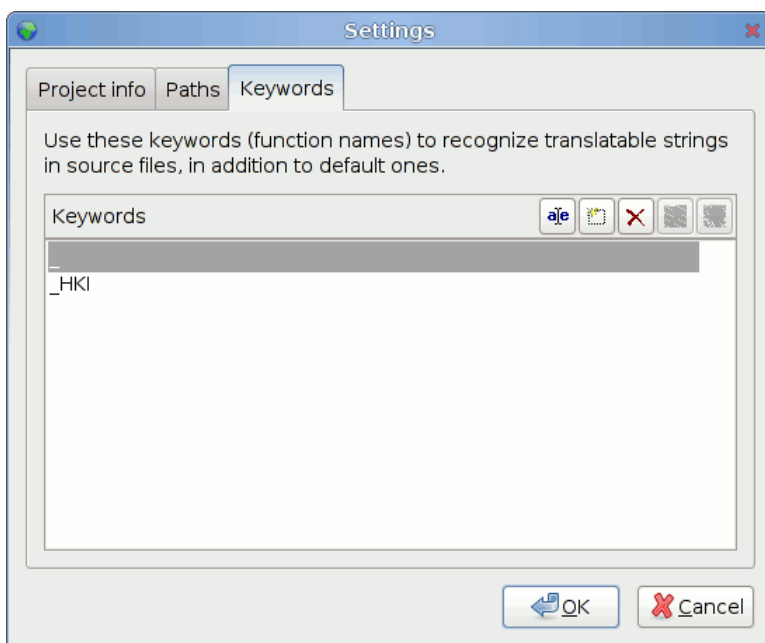 Settings
Project info Paths Keywords
Use these keywords (function names) to recognize translatable strings
in source files, in addition to default ones.
Keywords
_
_HKI
OK Cancel